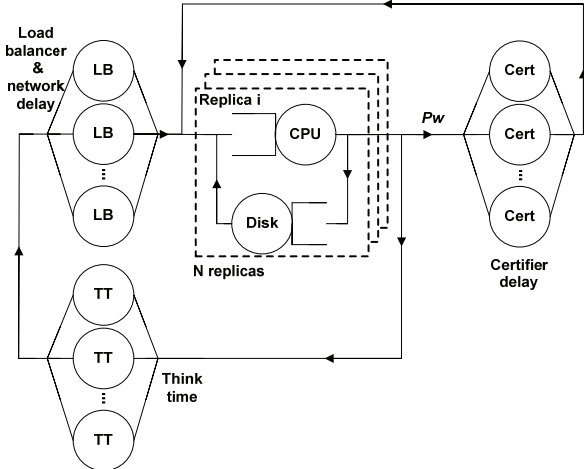 Load
balancer
&
network
delay
LB
LB
...
LB
Replica i
CPU
Disk
N replicas
Pw
Cert
Cert
...
Cert
Certifier
delay
TT
TT
...
TT
Think
time